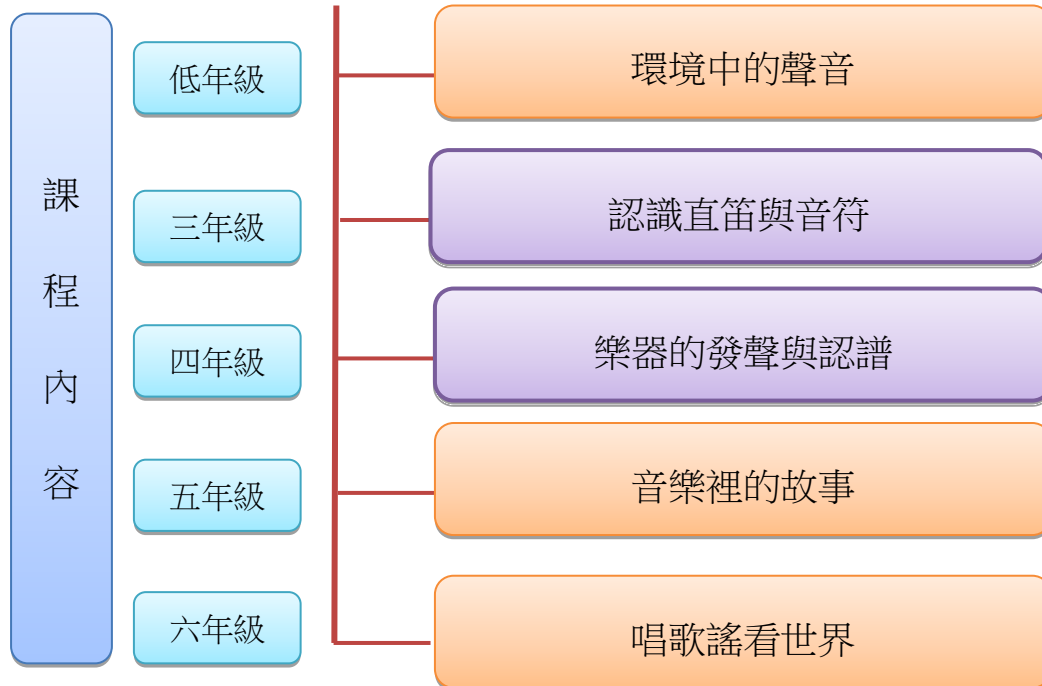 課程內容
低年級
環境中的聲音
三年級
認識直笛與音符
四年級
樂器的發聲與認譜
五年級
音樂裡的故事
六年級
唱歌謠看世界